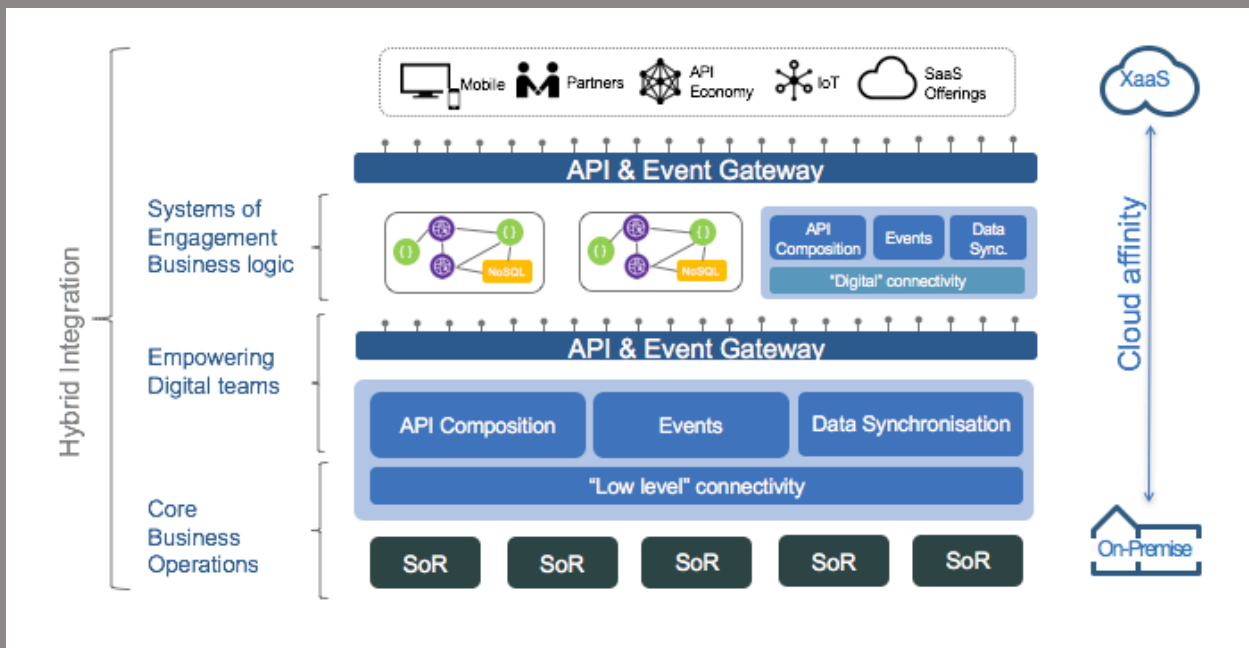 Mobile
Partners
API
Economy
IoT
SaaS
Offerings
XaaS
API & Event Gateway
Systems of
Engagement
Business logic
{ }
{ }
NoSQL
{ }
{ }
NoSQL
API
Composition
Events
Data
Sync.
"Digital" connectivity
Hybrid Integration
Cloud affinity
API & Event Gateway
Empowering
Digital teams
API Composition
Events
Data Synchronisation
"Low level" connectivity
Core
Business
Operations
SoR
SoR
SoR
SoR
SoR
On-Premise